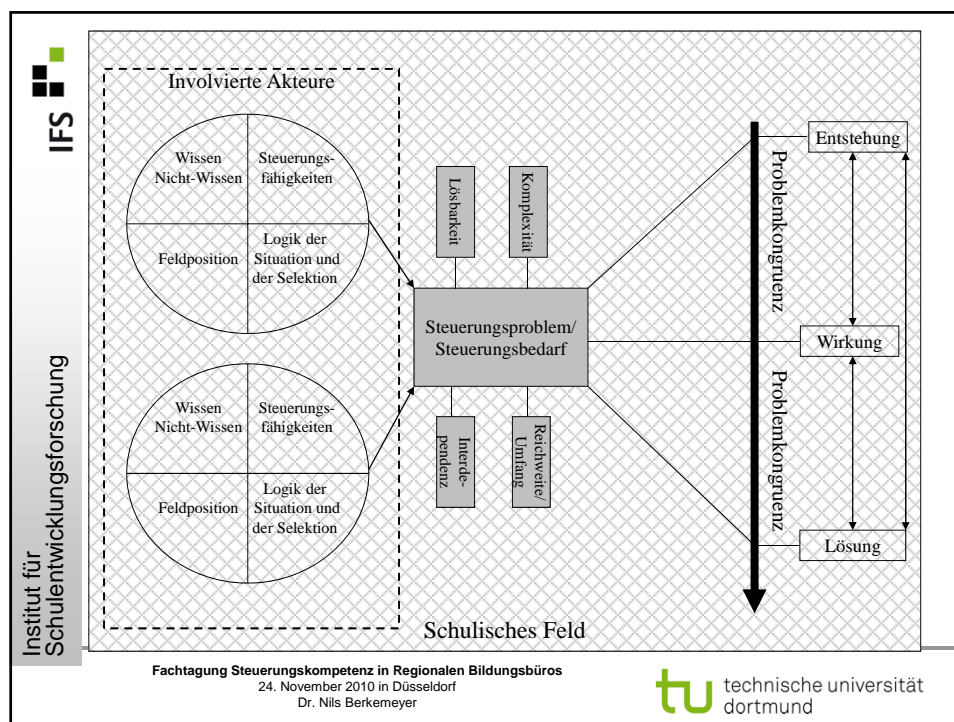 IFS
Institut für
Schulentwicklungsforschung
Involvierte Akteure
Wissen
Nicht-Wissen
Steuerungs-
fähigkeiten
Feldposition
Logik der
Situation und
der Selektion
Wissen
Nicht-Wissen
Steuerungs-
fähigkeiten
Feldposition
Logik der
Situation und
der Selektion
Lösbarkeit
Komplexität
Steuerungsproblem/
Steuerungsbedarf
Interde-
pendenz
Reichweite/
Umfang
Problemkongruenz
Problemkongruenz
Entstehung
Wirkung
Lösung
Schulisches Feld
Fachtagung Steuerungskompetenz in Regionalen Bildungsbüros
24. November 2010 in Düsseldorf
Dr. Nils Berkemeyer
tu technische universität
dortmund